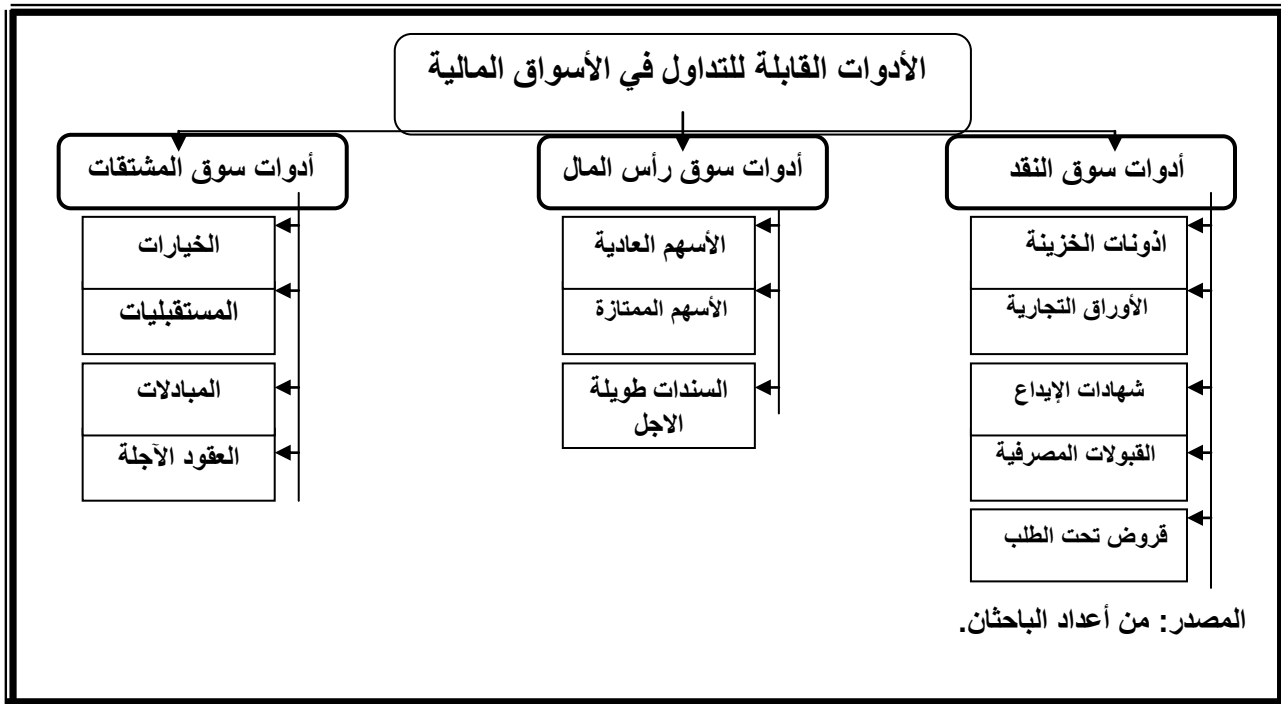 الأدوات القابلة للتداول في الأسواق المالية
أدوات سوق النقد
اذونات الخزينة
الأوراق التجارية
شهادات الإيداع
القبولات المصرفية
قروض تحت الطلب
أدوات سوق رأس المال
الأسهم العادية
الأسهم الممتازة
السندات طويلة
الاجل
أدوات سوق المشتقات
الخيارات
المستقبليات
المبادلات
العقود الآجلة
المصدر: من أعداد الباحثان.